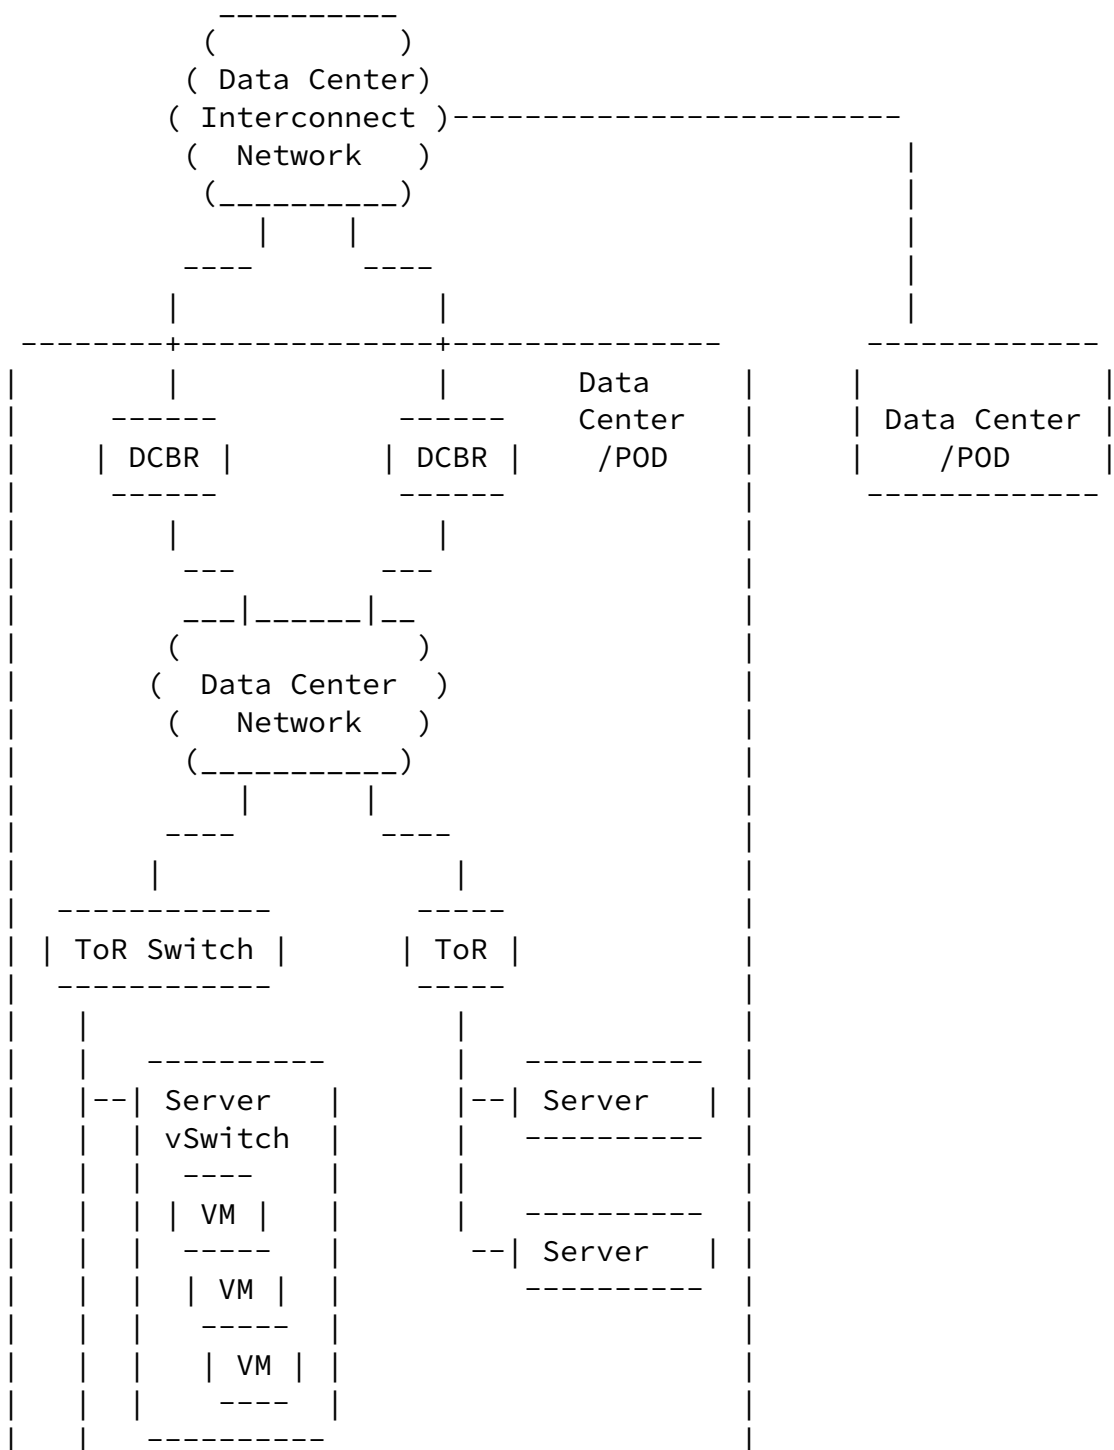 Data Center
Interconnect
Network
Data
Center
/POD
Data Center
/POD
DCBR DCBR
Data Center
Network
ToR Switch ToR
Server Server
vSwitch
VM
Server
VM
VM